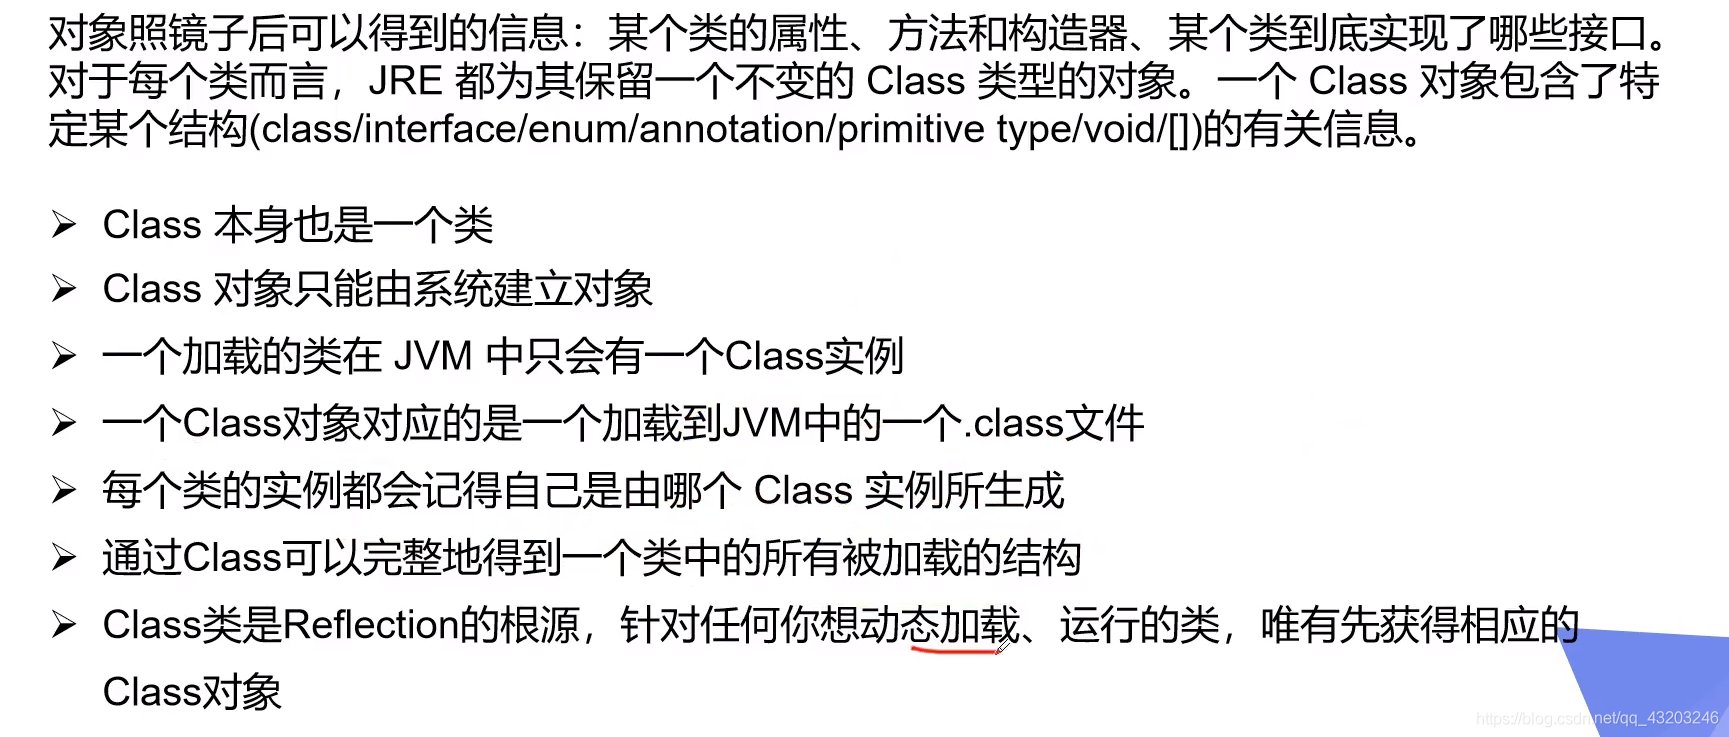 对象照镜子后可以得到的信息：某个类的属性、方法和构造器、某个类到底实现了哪些接口。
对于每个类而言，JRE 都为其保留一个不变的 Class 类型的对象。一个 Class 对象包含了特
定某个结构(class/interface/enum/annotation/primitive type/void/[])的有关信息。
➢ Class 本身也是一个类
➢ Class 对象只能由系统建立对象
➢ 一个加载的类在 JVM 中只会有一个Class实例
➢ 一个Class对象对应的是一个加载到JVM中的一个.class文件
➢ 每个类的实例都会记得自己是由哪个 Class 实例所生成
➢ 通过Class可以完整地得到一个类中的所有被加载的结构
➢ Class类是Reflection的根源，针对任何你想动态加载、运行的类，唯有先获得相应的
Class对象
https://blog.csdn.net/qq_43203246